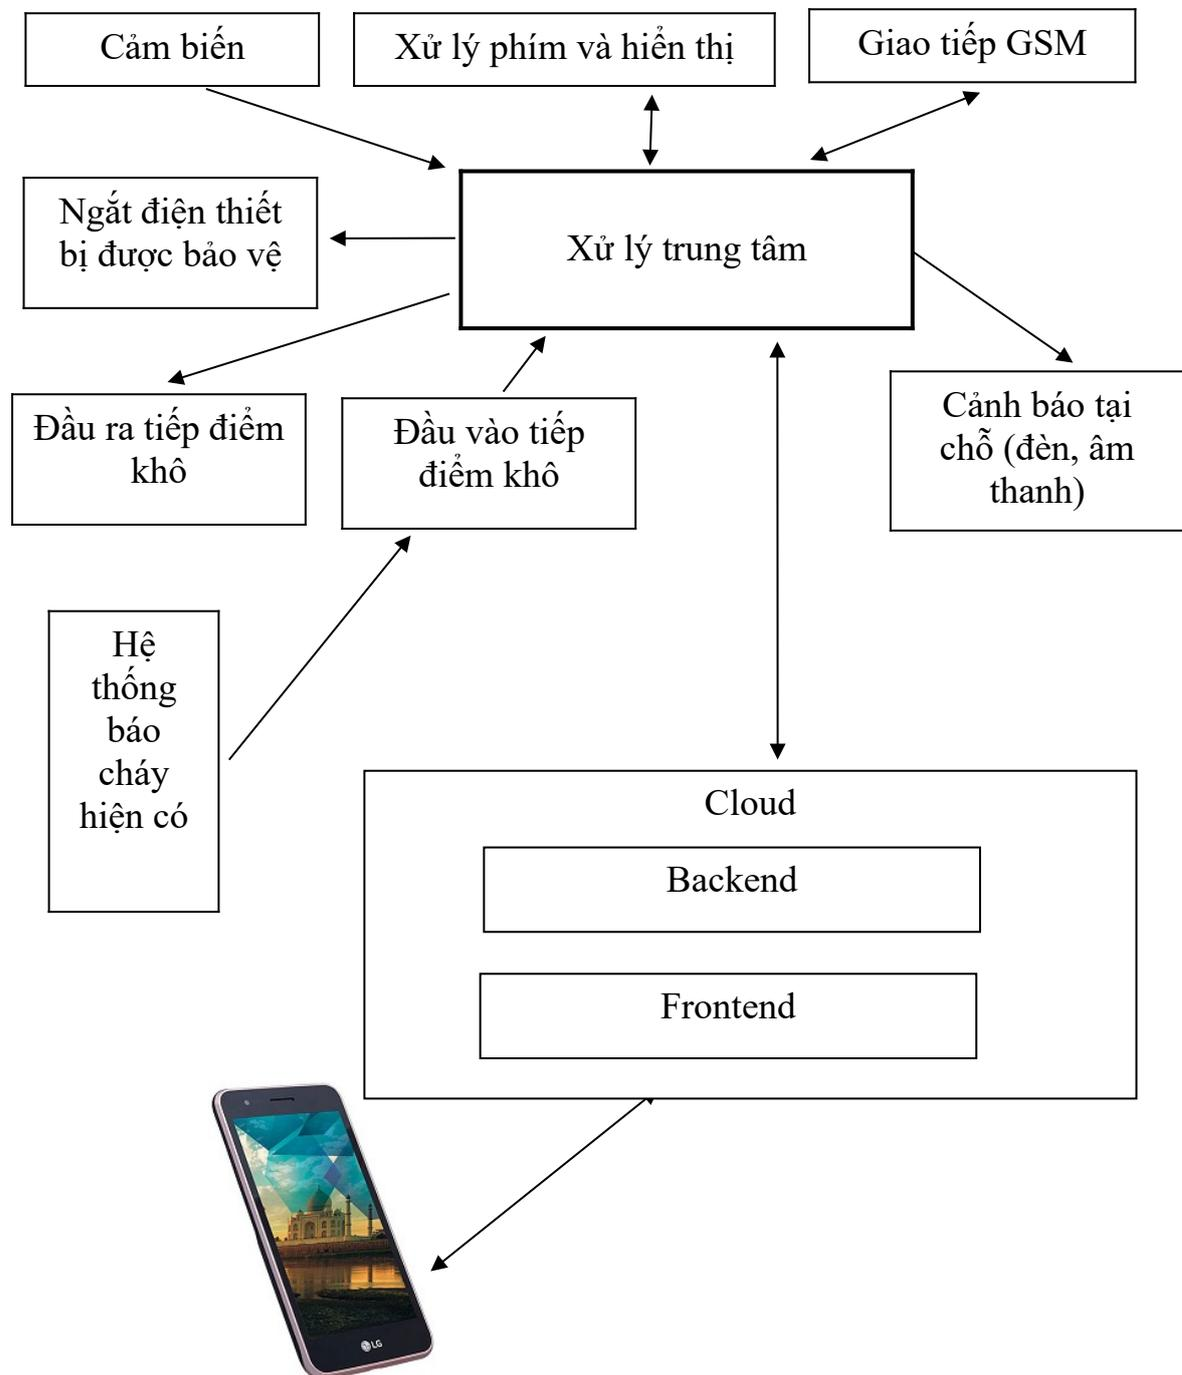 Cảm biến
Xử lý phím và hiển thị
Giao tiếp GSM
Ngắt điện thiết
bị được bảo vệ
Xử lý trung tâm
Đầu ra tiếp điểm
khô
Đầu vào tiếp
điểm khô
Cảnh báo tại
chỗ (đèn, âm
thanh)
Hệ
thống
báo
cháy
hiện có
Cloud
Backend
Frontend
LG